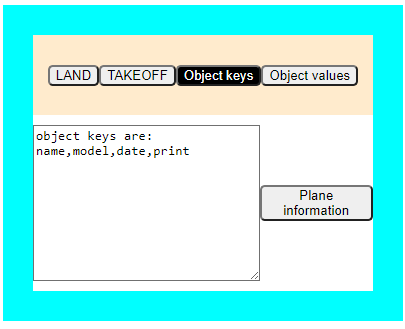 LAND TAKEOFF Object keys Object values
object keys are:
name,model,date,print
Plane
information